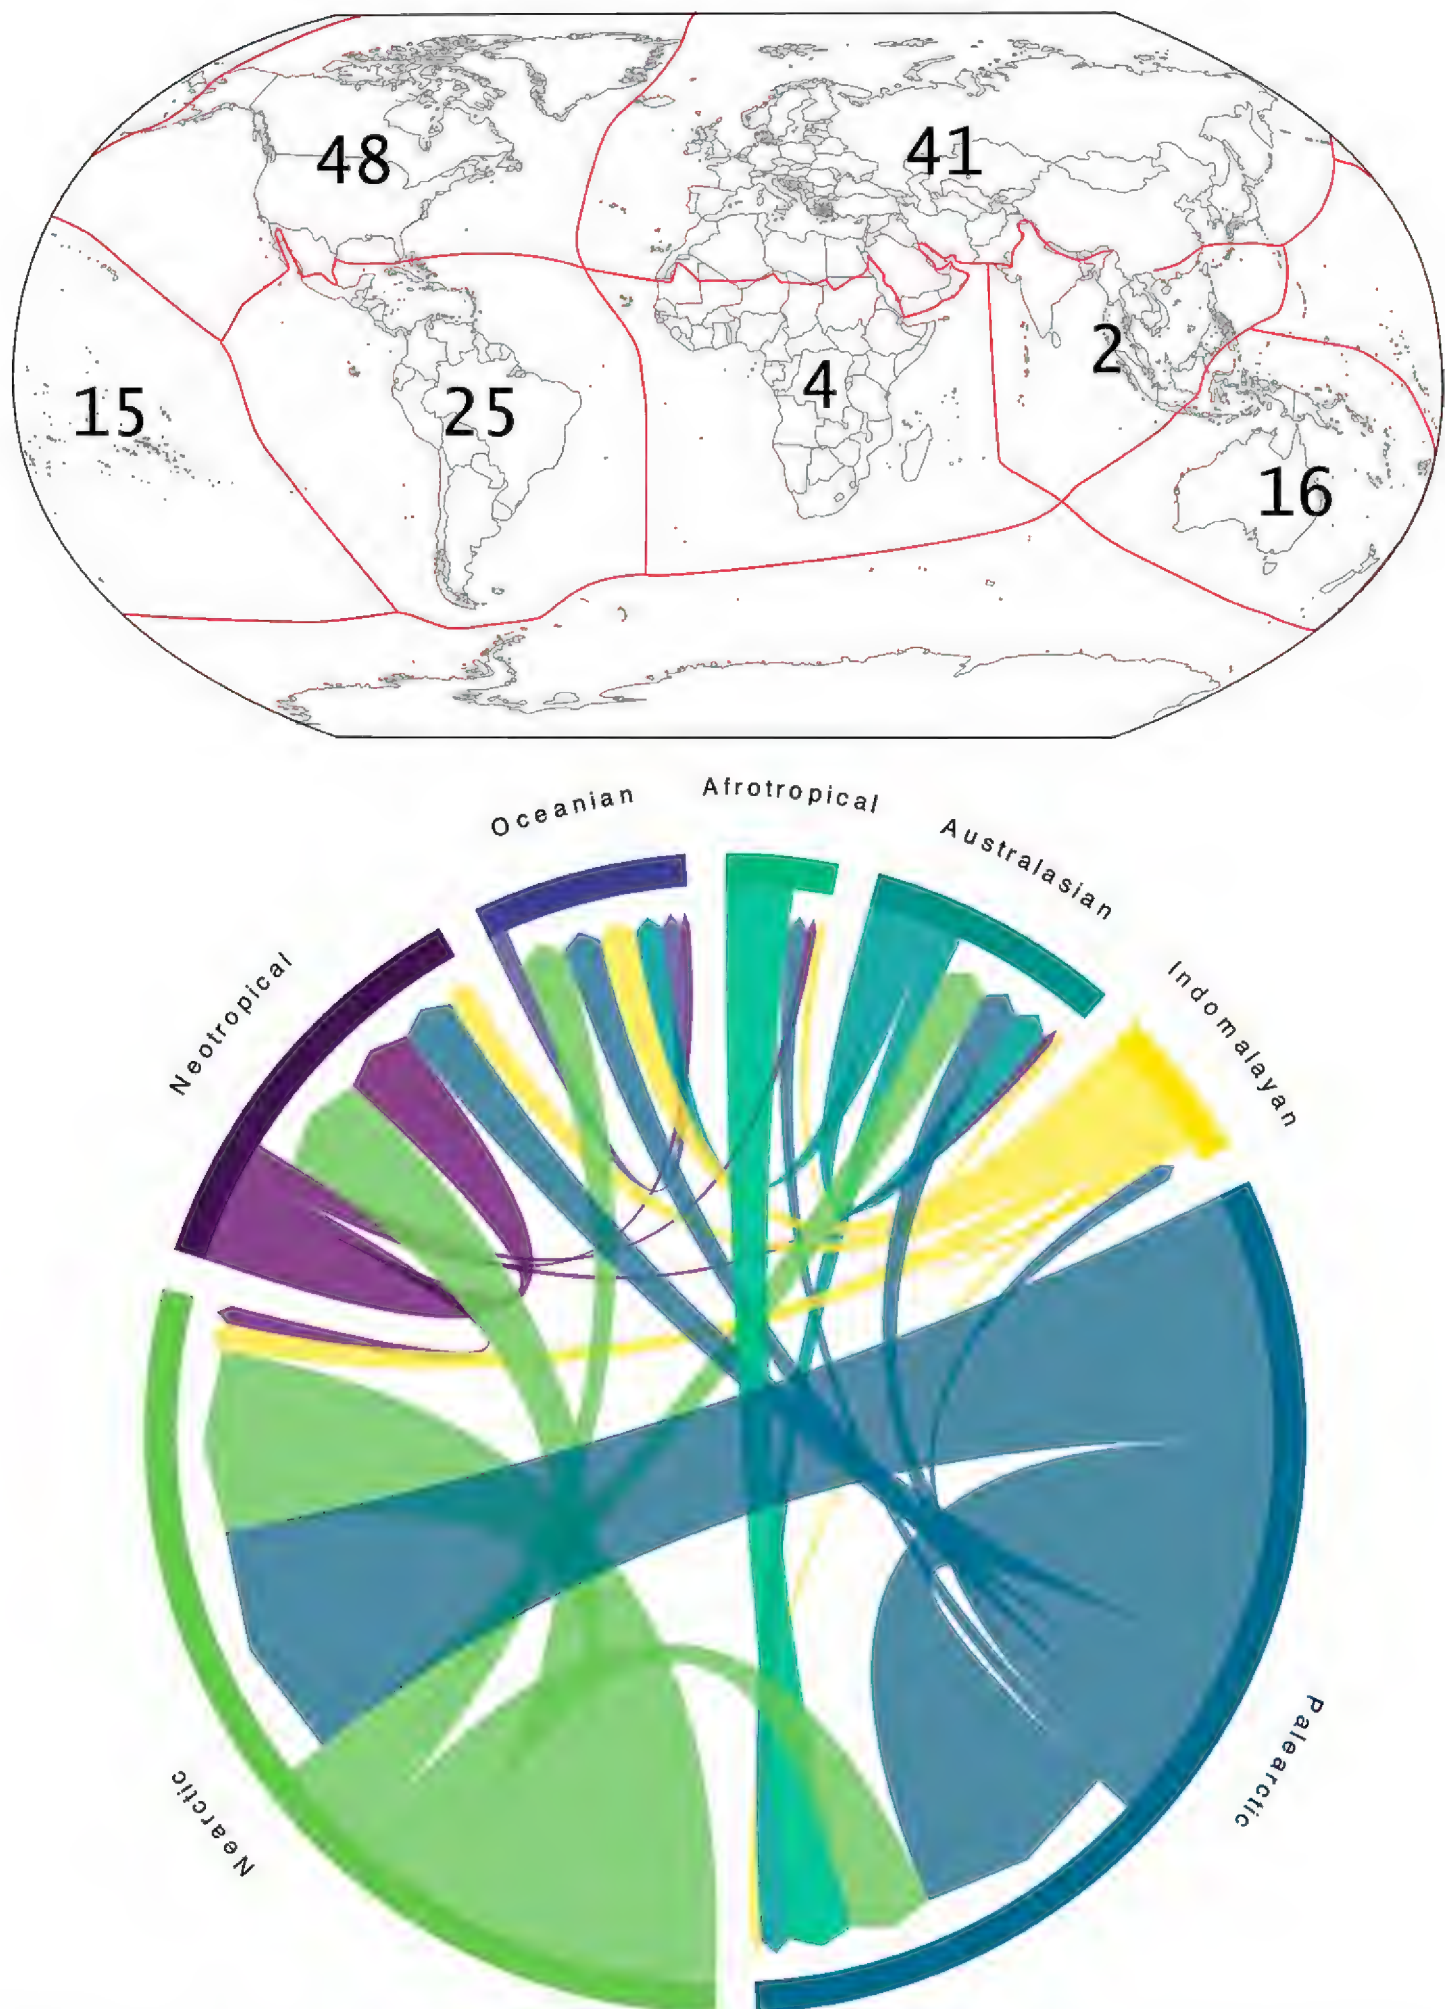 48
41
2
15
25
4
16
Oceanian
Afrotropical
Australasian
Neotropical
Indomalayan
Palearctic
Nearctic